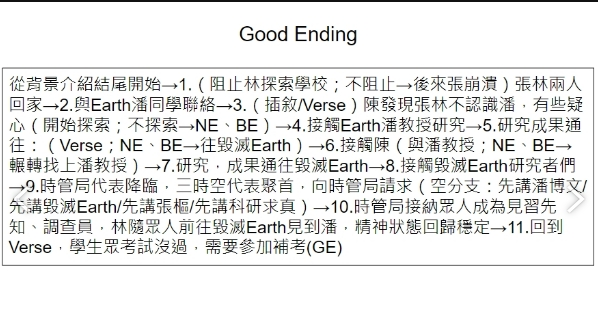 Good Ending
從背景介紹結尾開始→1.（阻止林探索學校；不阻止→後來張崩潰）張林兩人
回家→2.與Earth潘同學聯絡→3.（插敘/Verse）陳發現張林不認識潘，有些疑
心（開始探索；不探索→NE、BE）→4.接觸Earth潘教授研究→5.研究成果通
往：（Verse；NE、BE→往毀滅Earth）→6.接觸陳（與潘教授；NE、BE→
輾轉找上潘教授）→7.研究，成果通往毀滅Earth→8.接觸毀滅Earth研究者們
→9.時管局代表降臨，三時空代表聚首，向時管局請求（空分支：先講潘博文/
先講毀滅Earth/先講張樞/先講科研求真）→10.時管局接納眾人成為見習先
知、調查員，林隨眾人前往毀滅Earth見到潘，精神狀態回歸穩定→11.回到
Verse，學生眾考試沒過，需要參加補考(GE)